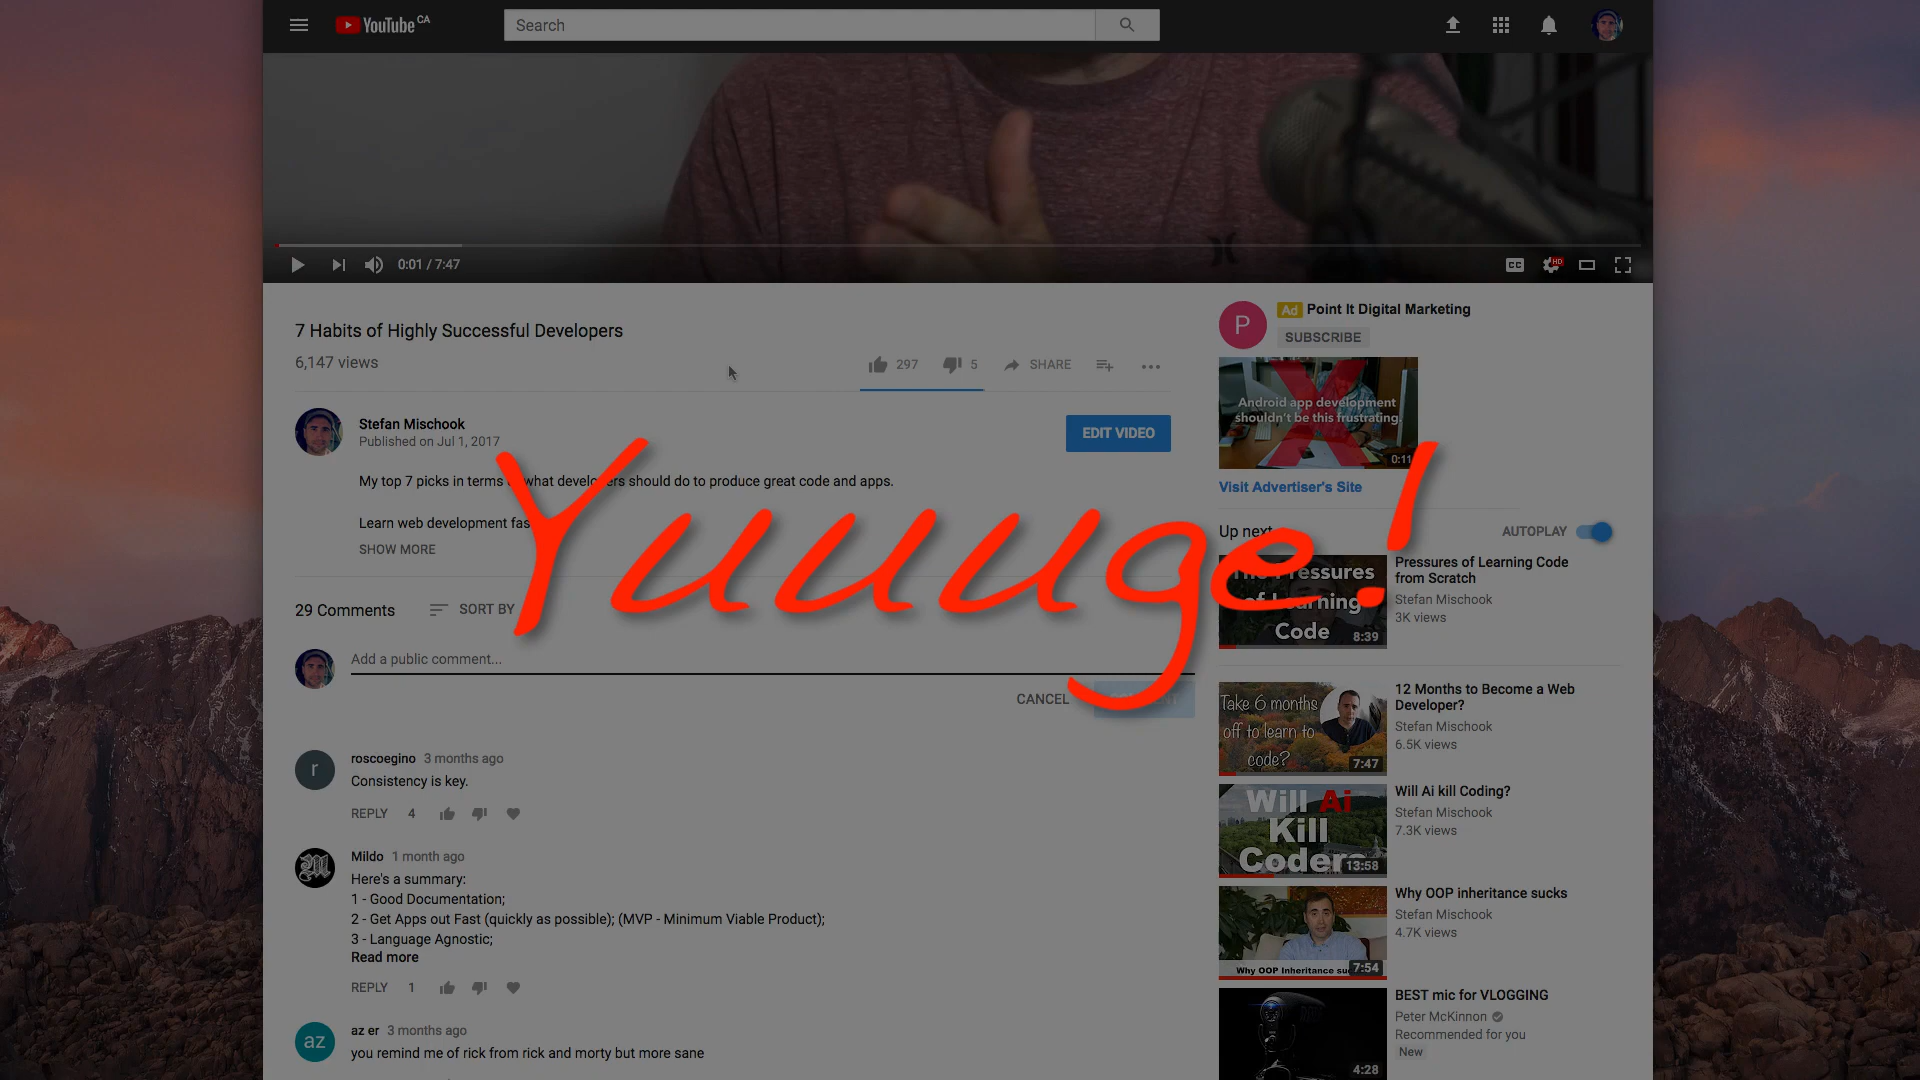 YouTube CA
Search
0:01 / 7:47
CC
HD
7 Habits of Highly Successful Developers
6,147 views
297
5
SHARE
Stefan Mischook
Published on Jul 1, 2017
EDIT VIDEO
My top 7 picks in terms what developers should do to produce great code and apps.
Learn web development fas
SHOW MORE
Yuuuge!
29 Comments
SORT BY
Add a public comment...
CANCEL
r
roscoegino 3 months ago
Consistency is key.
REPLY 4
M
Mildo 1 month ago
Here's a summary:
1 - Good Documentation;
2 - Get Apps out Fast (quickly as possible); (MVP - Minimum Viable Product);
3 - Language Agnostic;
Read more
REPLY 1
az
az er 3 months ago
you remind me of rick from rick and morty but more sane
P
Ad Point It Digital Marketing
SUBSCRIBE
Android app development
shouldn't be this frustrating.
0:11
Visit Advertiser's Site
Up next
AUTOPLAY
The Pressures
of Learning
Code
8:39
Pressures of Learning Code
from Scratch
Stefan Mischook
3K views
Take 6 months
off to learn to
code?
7:47
12 Months to Become a Web
Developer?
Stefan Mischook
6.5K views
Will Ai
Kill
Coders
13:58
Will Ai kill Coding?
Stefan Mischook
7.3K views
Why OOP Inheritance suc
7:54
Why OOP inheritance sucks
Stefan Mischook
4.7K views
4:28
BEST mic for VLOGGING
Peter McKinnon
Recommended for you
New